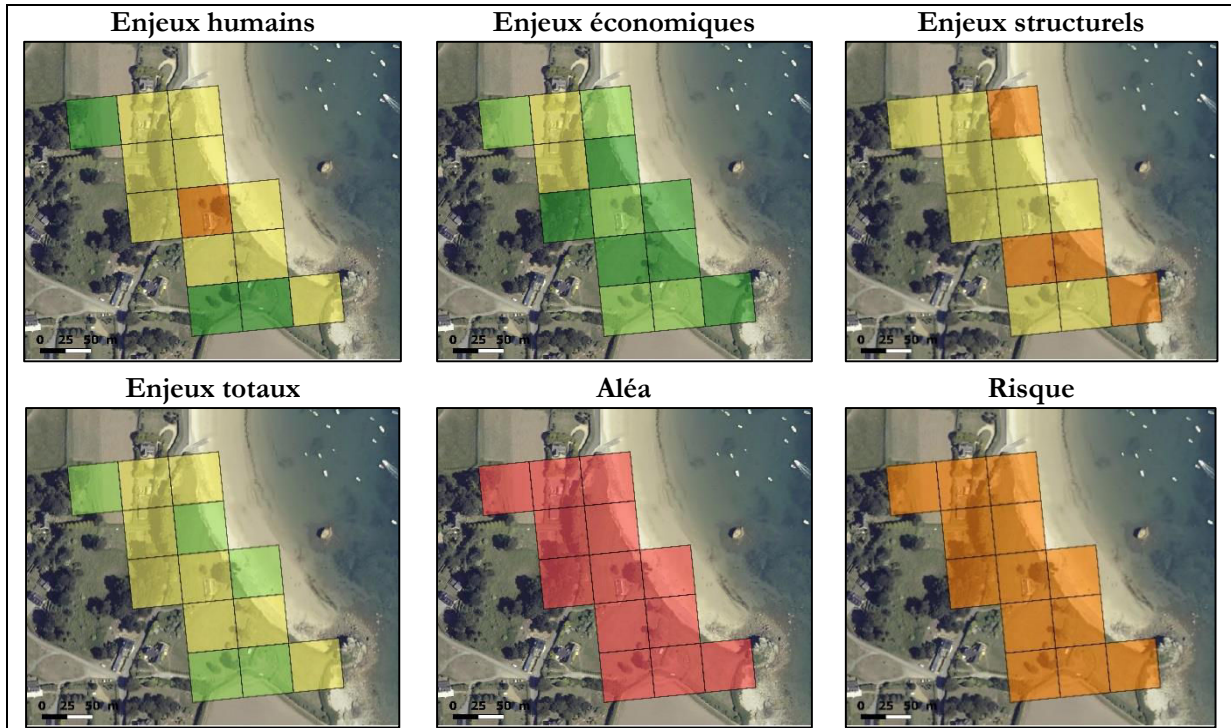 Enjeux humains
Enjeux économiques
Enjeux structurels
0 25 50 m
0 25 50 m
0 25 50 m
Enjeux totaux
Aléa
Risque
0 25 50 m
0 25 50 m
0 25 50 m